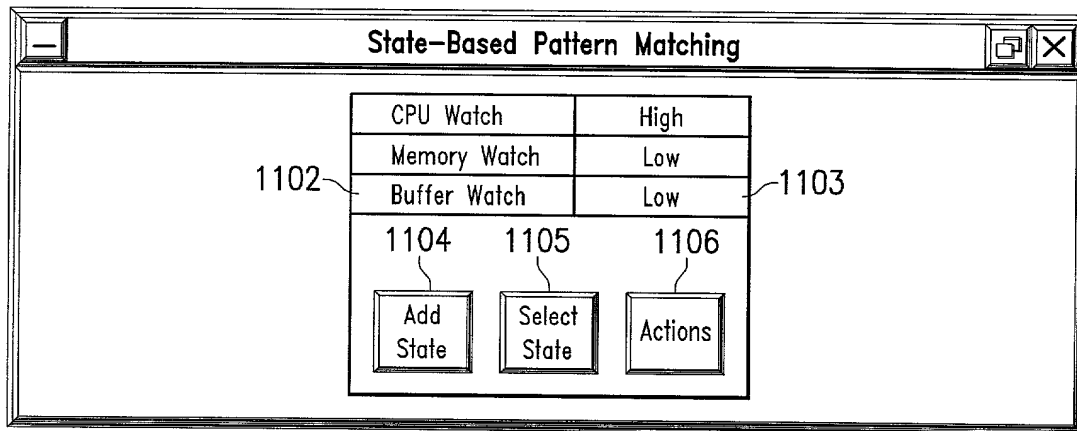 State-Based Pattern Matching
CPU Watch High
Memory Watch Low
1102 Buffer Watch Low 1103
1104 1105 1106
Add State
Select State
Actions